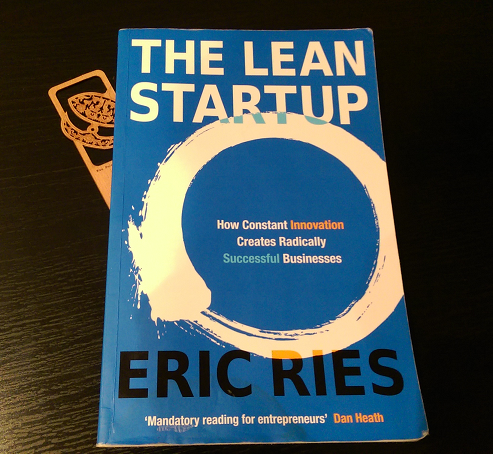 THE LEAN
STARTUP
How Constant Innovation
Creates Radically
Successful Businesses
ERIC RIES
'Mandatory reading for entrepreneurs' Dan Heath